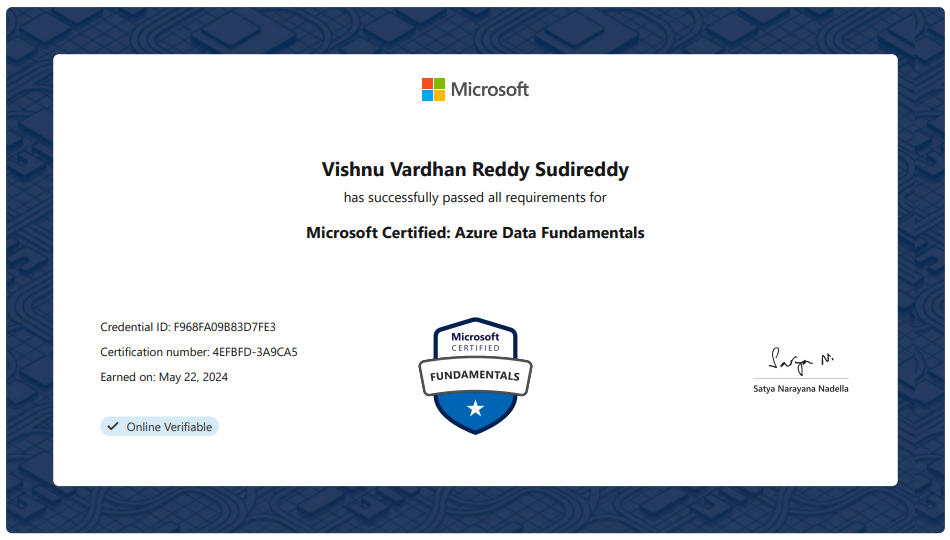 Microsoft
Vishnu Vardhan Reddy Sudireddy
has successfully passed all requirements for
Microsoft Certified: Azure Data Fundamentals
Credential ID: F968FA09B83D7FE3
Certification number: 4EFBFD-3A9CA5
Earned on: May 22, 2024
Online Verifiable
Microsoft
CERTIFIED
FUNDAMENTALS
Satya N.
Satya Narayana Nadella